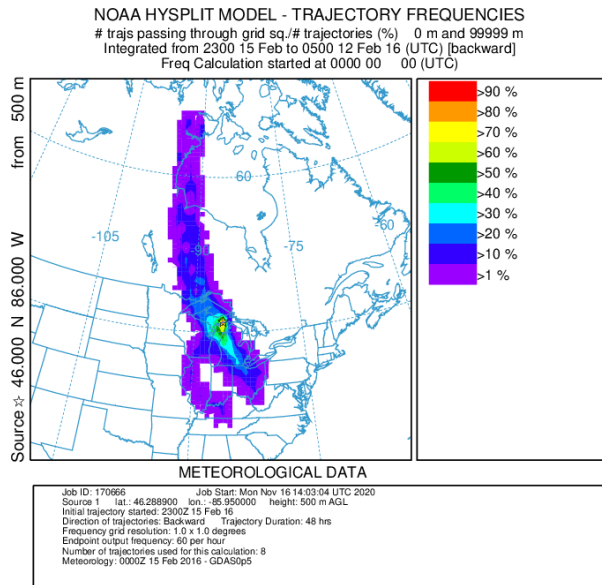 NOAA HYSPLIT MODEL - TRAJECTORY FREQUENCIES
# trajs passing through grid sq./# trajectories (%)   0 m and 99999 m
Integrated from 2300 15 Feb to 0500 12 Feb 16 (UTC) [backward]
Freq Calculation started at 0000 00   00 (UTC)
Source ☆ 46.000 N 86.000 W   from 500 m
60
-105
-90
-75
-60
>90 %
>80 %
>70 %
>60 %
>50 %
>40 %
>30 %
>20 %
>10 %
>1 %
METEOROLOGICAL DATA
Job ID: 170666   Job Start: Mon Nov 16 14:03:04 UTC 2020
Source 1   lat.: 46.288900   lon.: -85.950000   height: 500 m AGL
Initial trajectory started: 2300Z 15 Feb 16
Direction of trajectories: Backward   Trajectory Duration: 48 hrs
Frequency grid resolution: 1.0 x 1.0 degrees
Endpoint output frequency: 60 per hour
Number of trajectories used for this calculation: 8
Meteorology: 0000Z 15 Feb 2016 - GDAS0p5